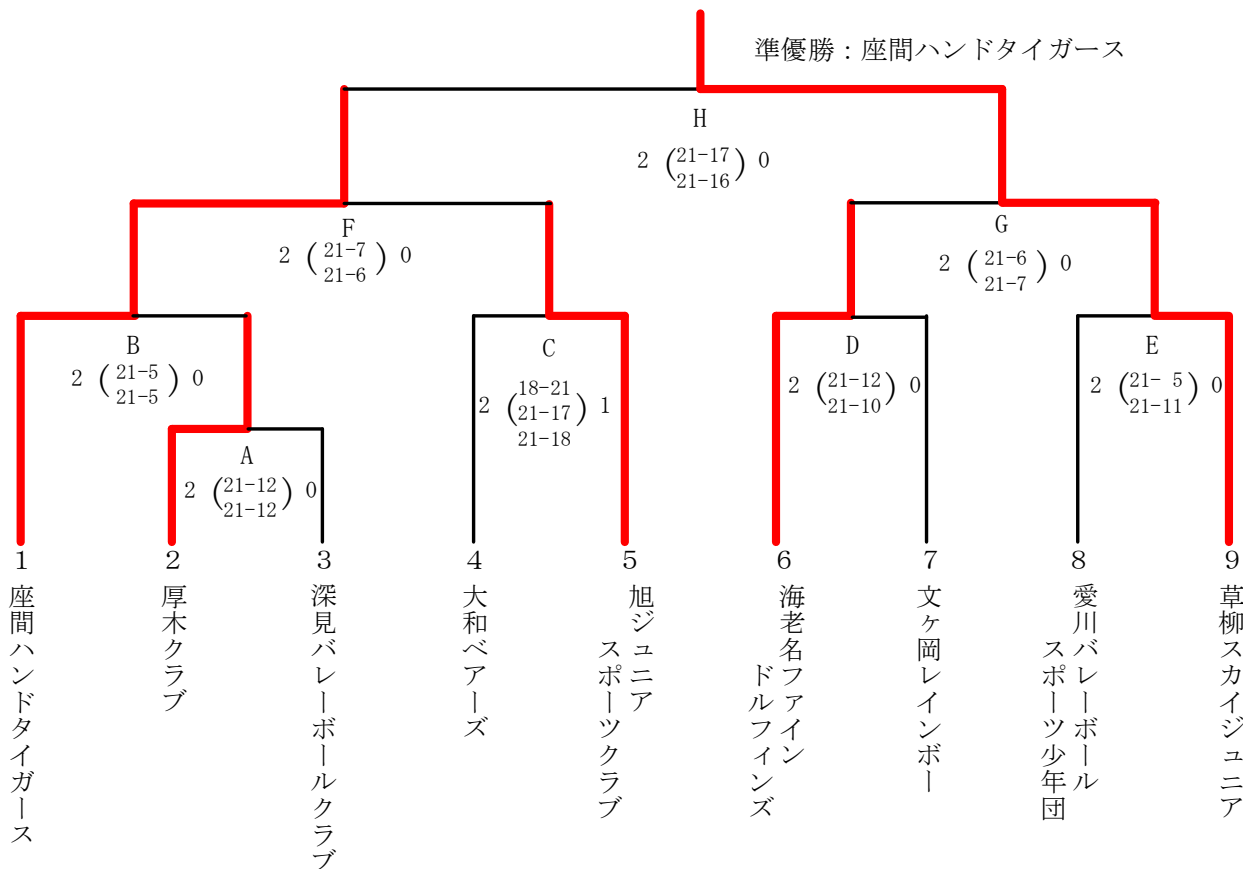 準優勝：座間ハンドタイガース
H
2 (21-17 21-16) 0
F
2 (21-7 21-6) 0
G
2 (21-6 21-7) 0
B
2 (21-5 21-5) 0
C
2 (18-21 21-17 21-18) 1
D
2 (21-12 21-10) 0
E
2 (21- 5 21-11) 0
A
2 (21-12 21-12) 0
1
座間ハンドタイガース
2
厚木クラブ
3
深見バレーボールクラブ
4
大和ベアーズ
5
旭ジュニア
スポーツクラブ
6
海老名ファイン
ドルフィンズ
7
文ヶ岡レインボー
8
愛川バレーボール
スポーツ少年団
9
草柳スカイジュニア